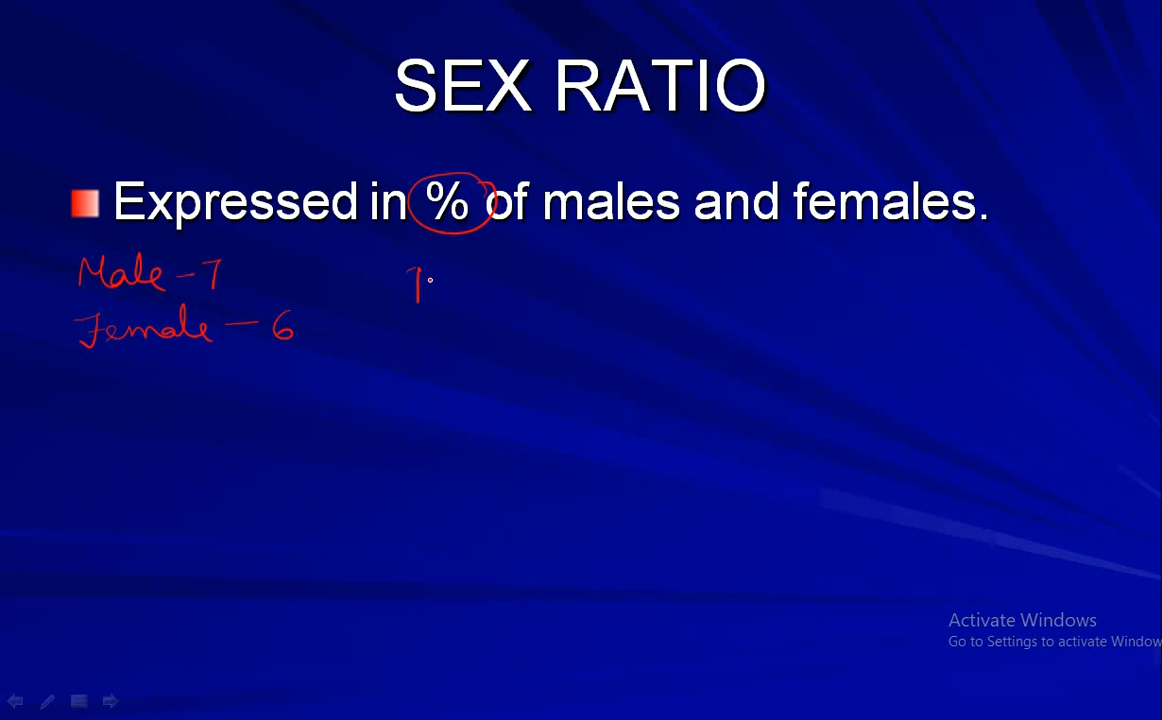 SEX RATIO
Expressed in % of males and females.
Male - 7
Female - 6
Activate Windows
Go to Settings to activate Window